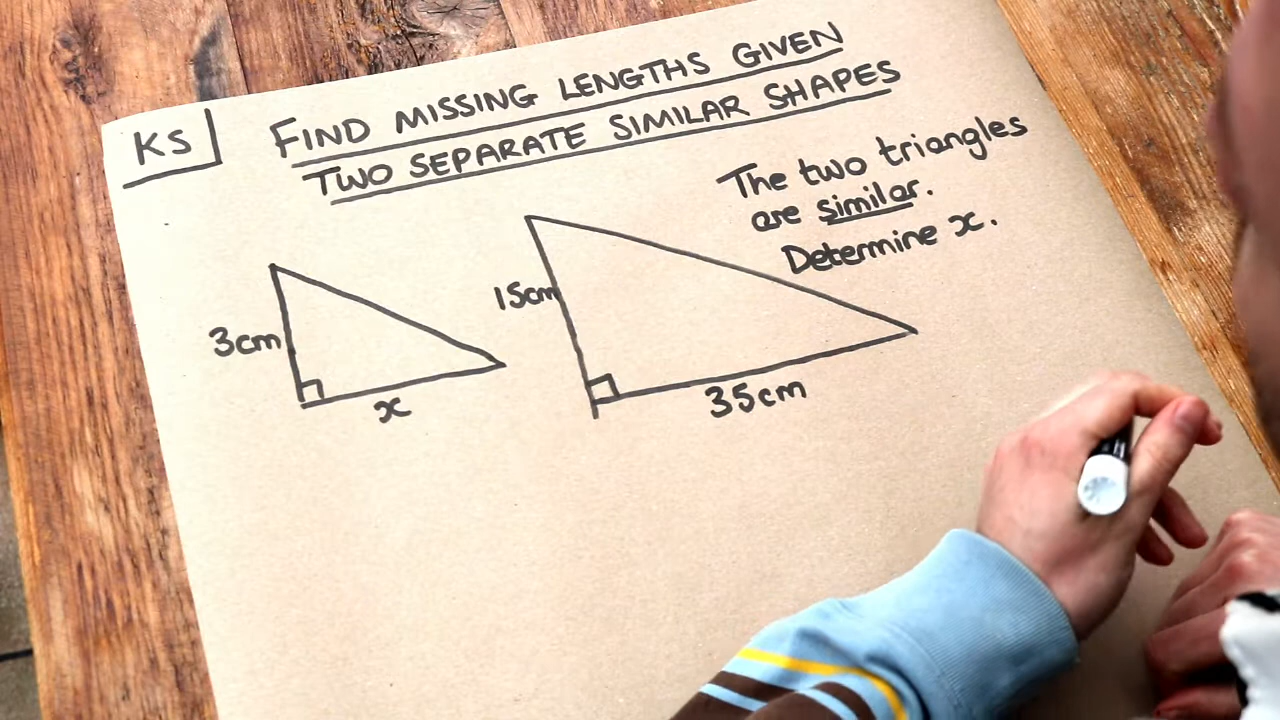 KS
FIND MISSING LENGTHS GIVEN
TWO SEPARATE SIMILAR SHAPES
The two triangles
are similar.
Determine x.
3cm
x
15cm
35cm